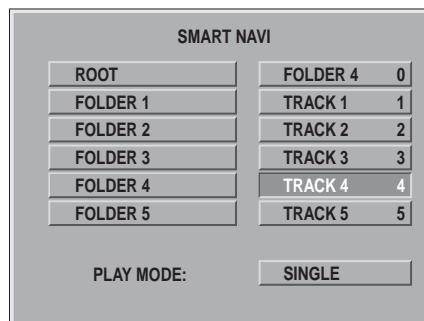 SMART NAVI
ROOT FOLDER 4 0
FOLDER 1 TRACK 1 1
FOLDER 2 TRACK 2 2
FOLDER 3 TRACK 3 3
FOLDER 4 TRACK 4 4
FOLDER 5 TRACK 5 5
PLAY MODE: SINGLE